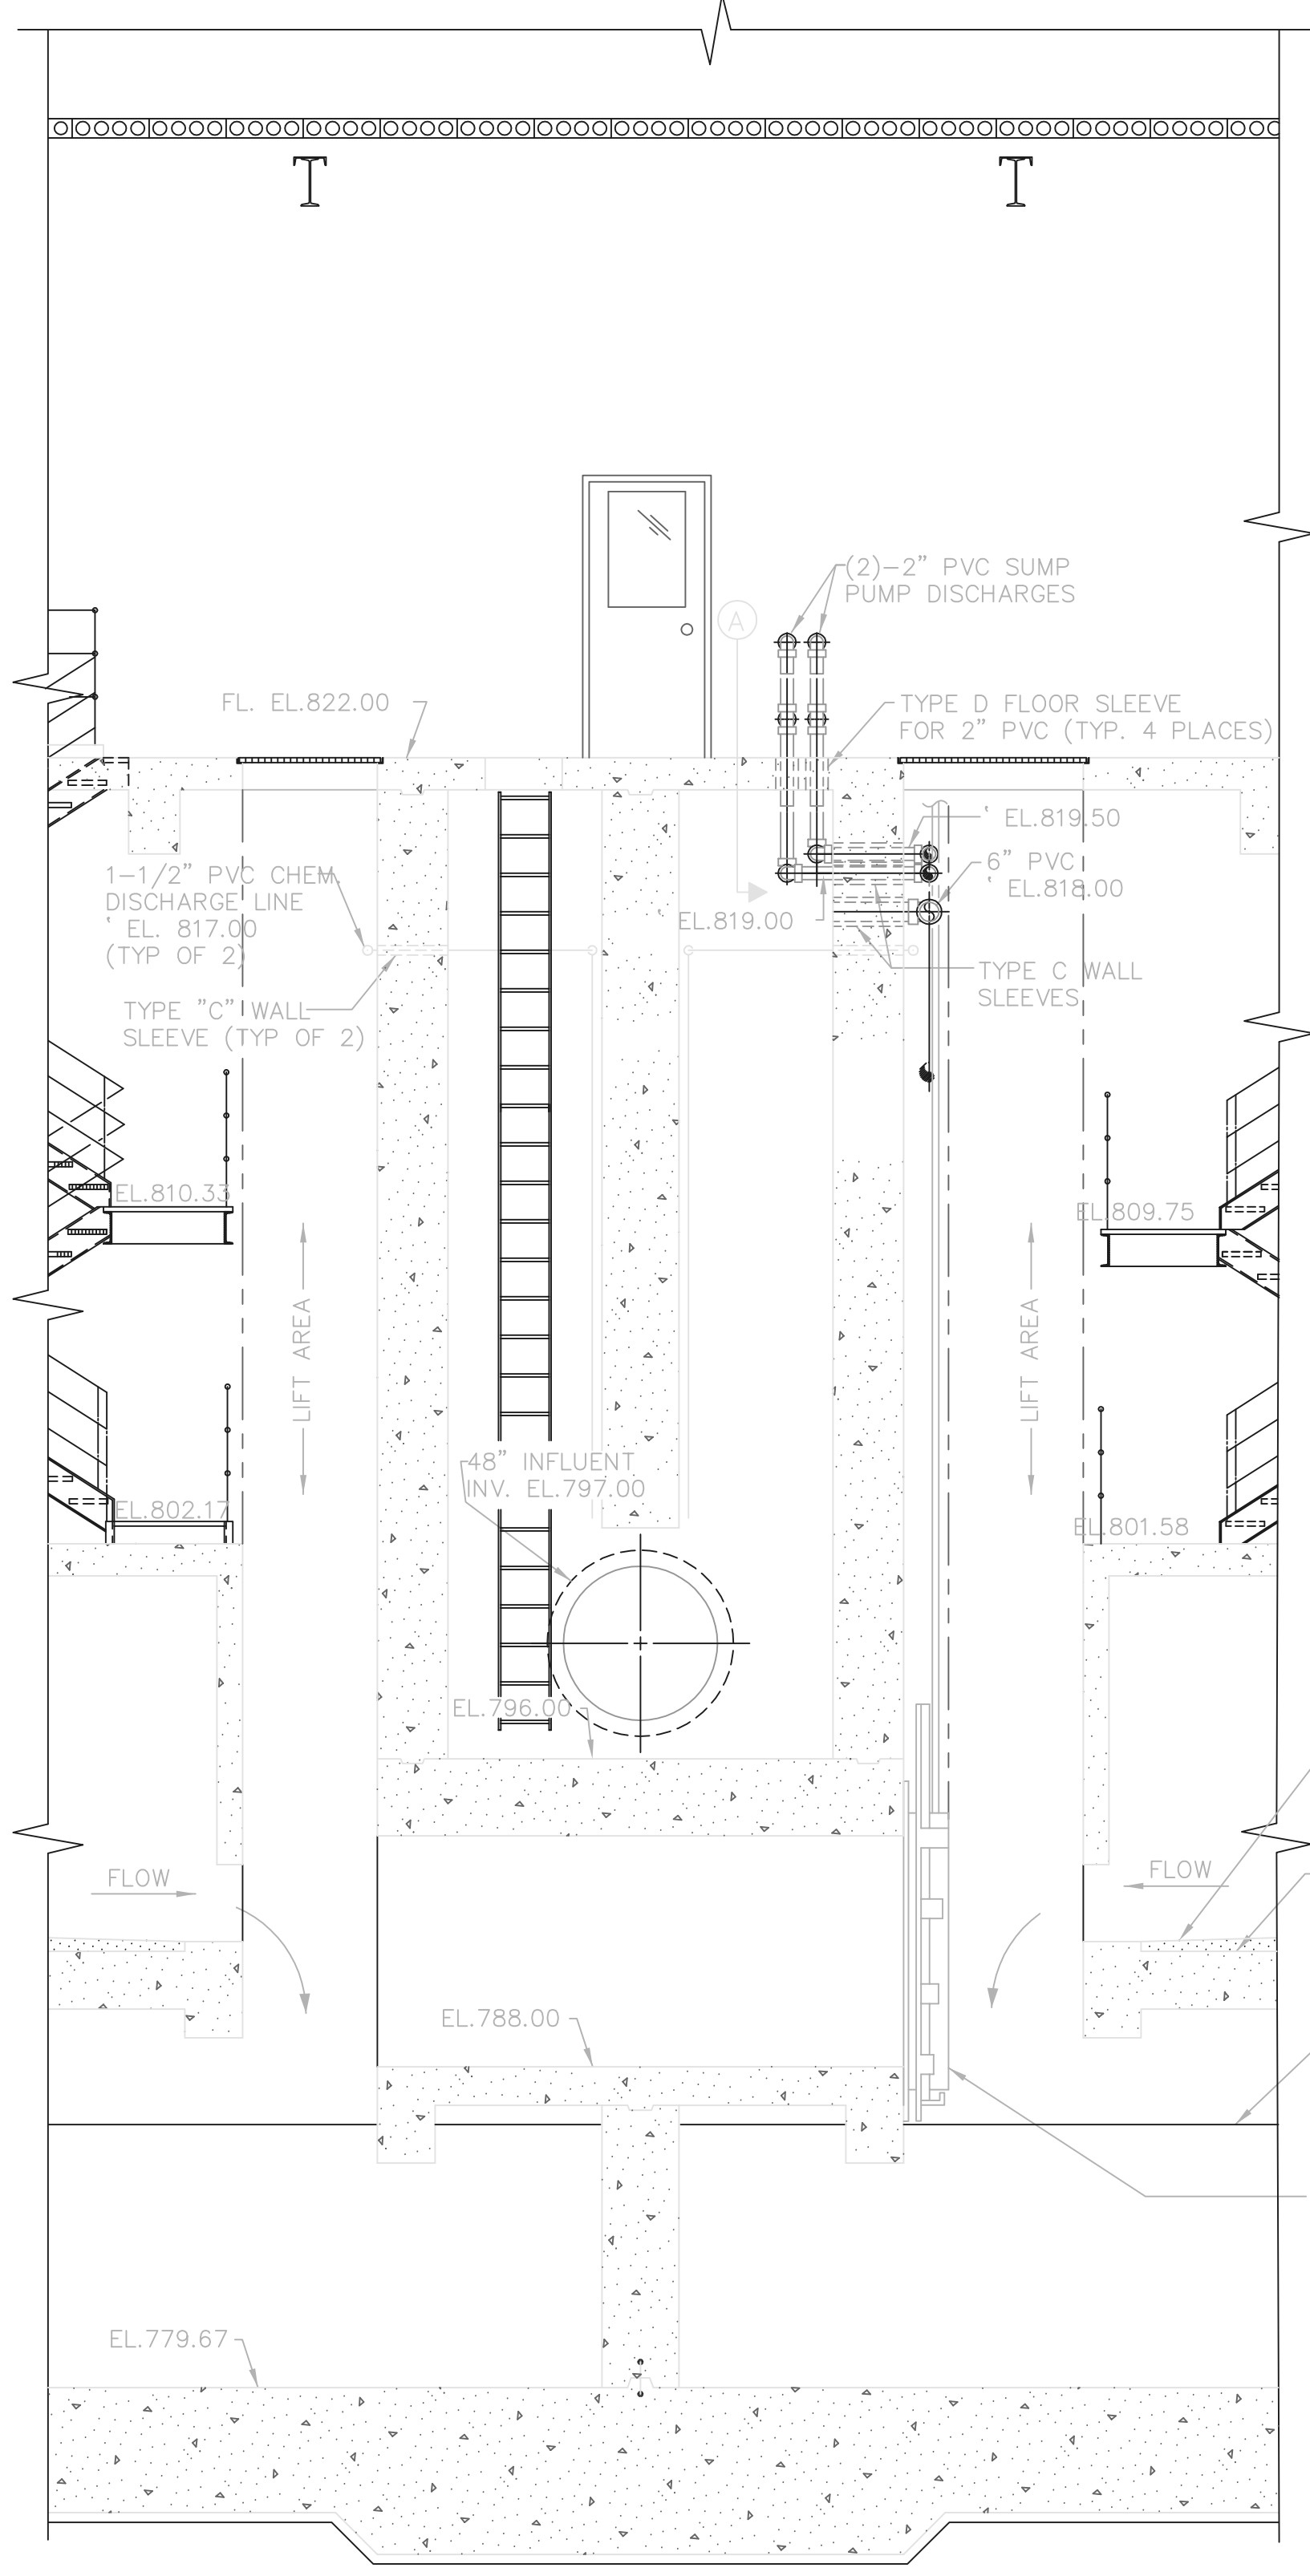 (2)-2" PVC SUMP
PUMP DISCHARGES
A
FL. EL.822.00
TYPE D FLOOR SLEEVE
FOR 2" PVC (TYP. 4 PLACES)
EL.819.50
6" PVC
EL.818.00
1-1/2" PVC CHEM.
DISCHARGE LINE
EL. 817.00
(TYP OF 2)
EL.819.00
TYPE C WALL
SLEEVES
TYPE "C" WALL
SLEEVE (TYP OF 2)
EL.810.33
EL.809.75
LIFT AREA
LIFT AREA
48" INFLUENT
INV. EL.797.00
EL.802.17
EL.801.58
EL.796.00
FLOW
FLOW
EL.788.00
EL.779.67